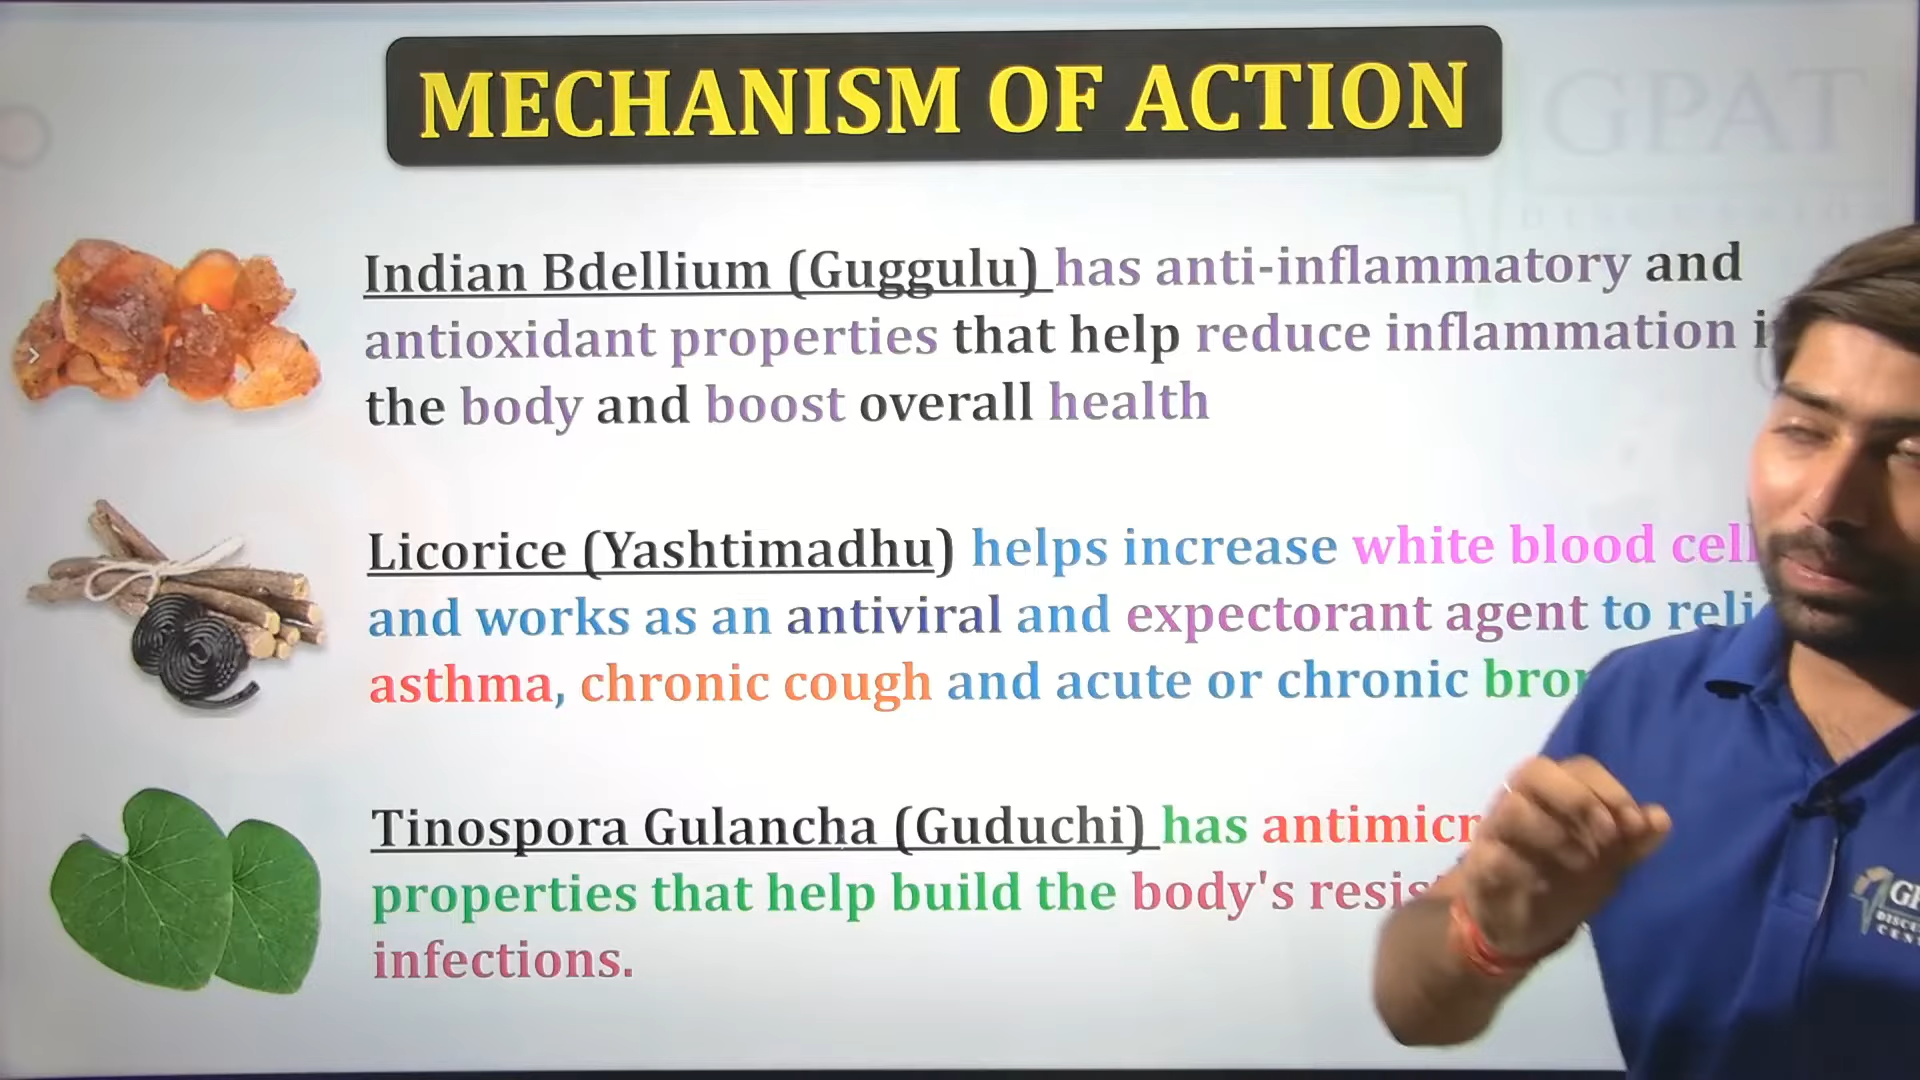 MECHANISM OF ACTION
GPAT
Indian Bdellium (Guggulu) has anti-inflammatory and
antioxidant properties that help reduce inflammation
the body and boost overall health
Licorice (Yashtimadhu) helps increase white blood
and works as an antiviral and expectorant agent to
asthma, chronic cough and acute or chronic
Tinospora Gulancha (Guduchi) has
properties that help build the body's
infections.